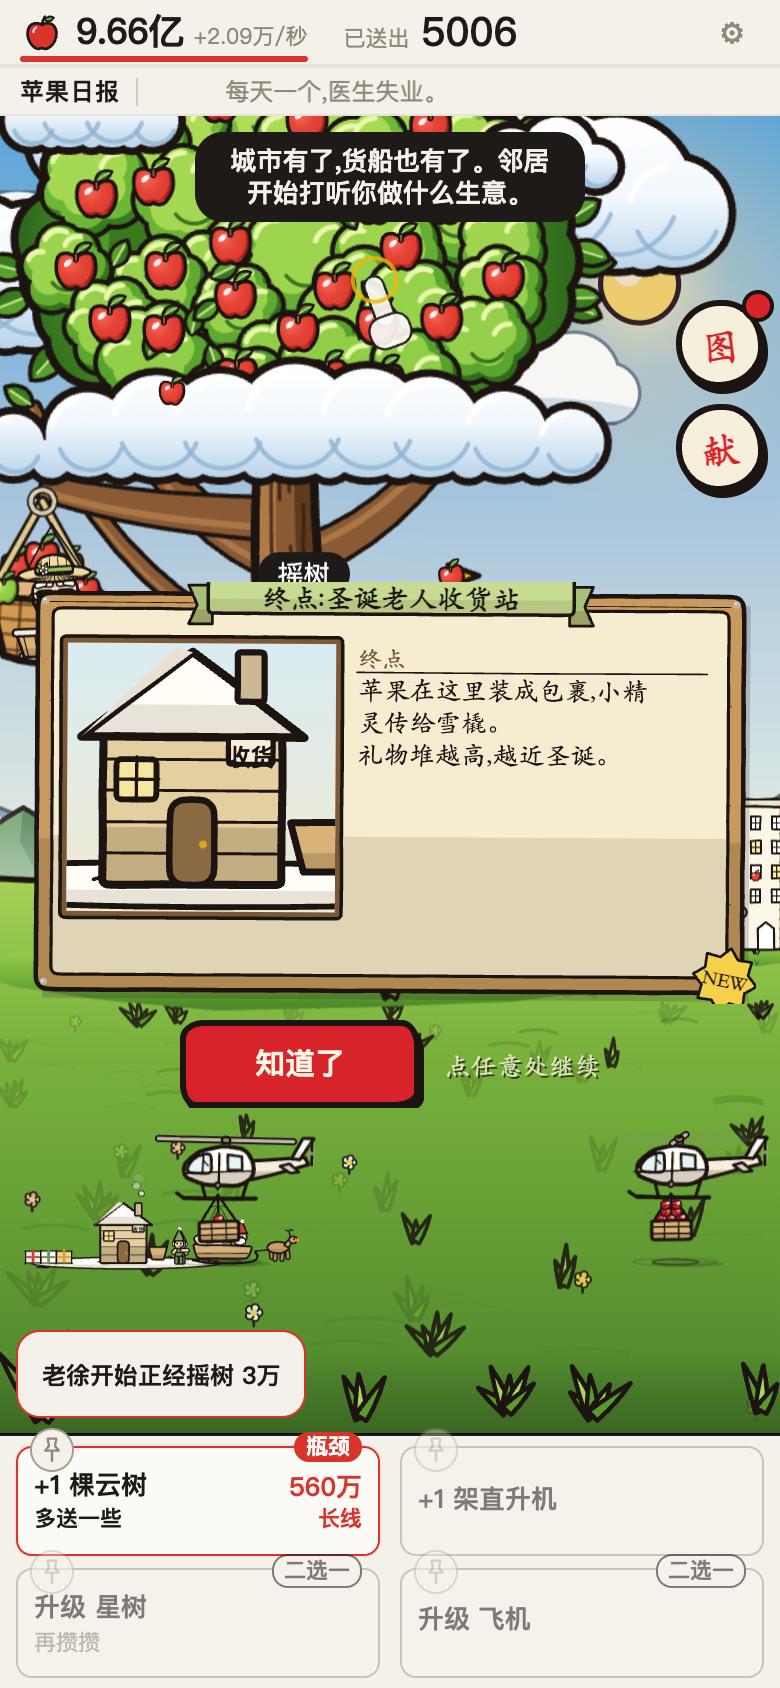 9.66亿 +2.09万/秒 已送出 5006
苹果日报 每天一个,医生失业。
城市有了,货船也有了。邻居
开始打听你做什么生意。
图
献
摇树
终点:圣诞老人收货站
终点
苹果在这里装成包裹,小精
灵传给雪橇。
礼物堆越高,越近圣诞。
收货
NEW
知道了 点任意处继续
老徐开始正经摇树 3万
瓶颈
+1 棵云树 560万
多送一些 长线
+1 架直升机
二选一
升级 星树
再攒攒
二选一
升级 飞机